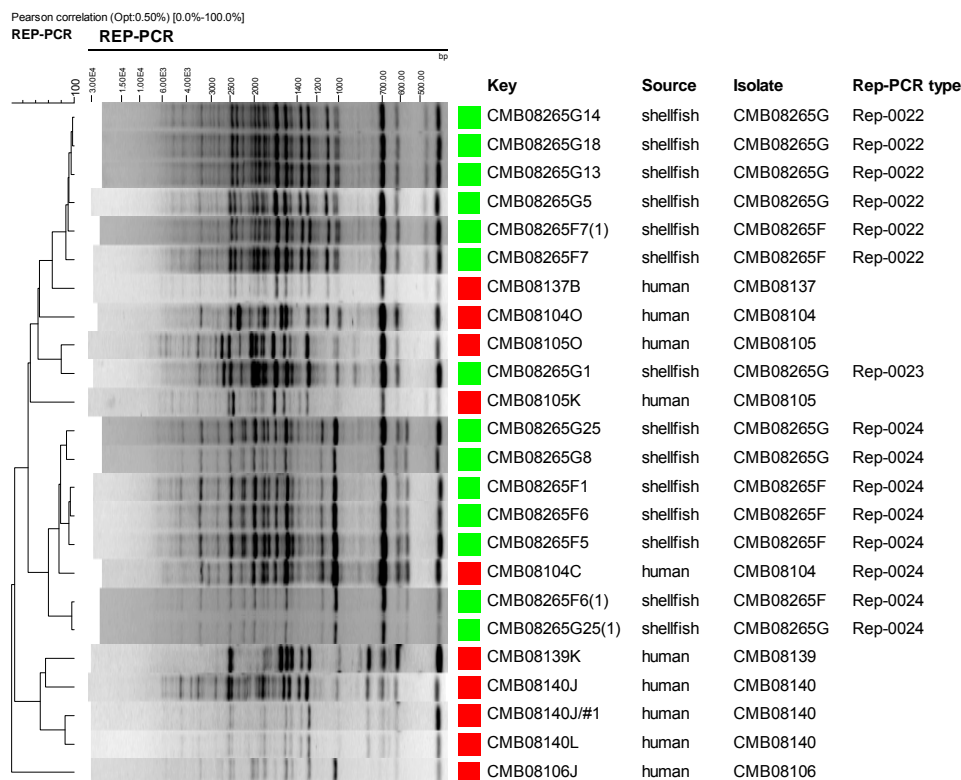 Pearson correlation (Opt:0.50%) [0.0%-100.0%]
REP-PCR REP-PCR
bp
100 3.00E4 1.50E4 1.00E4 6.00E3 4.00E3 3000 2500 2000 1400 1200 1000 700.00 600.00 500.00
Key Source Isolate Rep-PCR type
CMB08265G14 shellfish CMB08265G Rep-0022
CMB08265G18 shellfish CMB08265G Rep-0022
CMB08265G13 shellfish CMB08265G Rep-0022
CMB08265G5 shellfish CMB08265G Rep-0022
CMB08265F7(1) shellfish CMB08265F Rep-0022
CMB08265F7 shellfish CMB08265F Rep-0022
CMB08137B human CMB08137
CMB08104O human CMB08104
CMB08105O human CMB08105
CMB08265G1 shellfish CMB08265G Rep-0023
CMB08105K human CMB08105
CMB08265G25 shellfish CMB08265G Rep-0024
CMB08265G8 shellfish CMB08265G Rep-0024
CMB08265F1 shellfish CMB08265F Rep-0024
CMB08265F6 shellfish CMB08265F Rep-0024
CMB08265F5 shellfish CMB08265F Rep-0024
CMB08104C human CMB08104 Rep-0024
CMB08265F6(1) shellfish CMB08265F Rep-0024
CMB08265G25(1) shellfish CMB08265G Rep-0024
CMB08139K human CMB08139
CMB08140J human CMB08140
CMB08140J/#1 human CMB08140
CMB08140L human CMB08140
CMB08106J human CMB08106